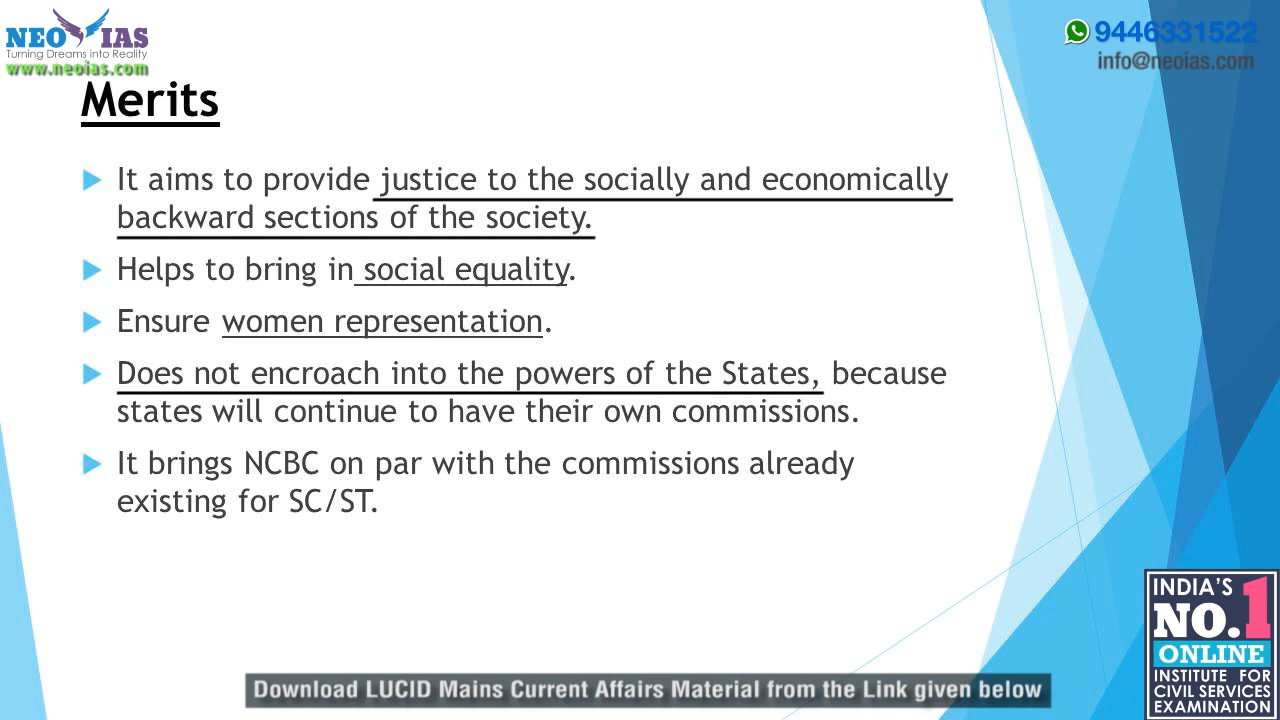 NEO IAS
Turning Dreams into Reality
www.neoias.com
9446331522
info@neoias.com
Merits
It aims to provide justice to the socially and economically
backward sections of the society.
Helps to bring in social equality.
Ensure women representation.
Does not encroach into the powers of the States, because
states will continue to have their own commissions.
It brings NCBC on par with the commissions already
existing for SC/ST.
INDIA'S
NO.1
ONLINE
INSTITUTE FOR
CIVIL SERVICES
EXAMINATION
Download LUCID Mains Current Affairs Material from the Link given below